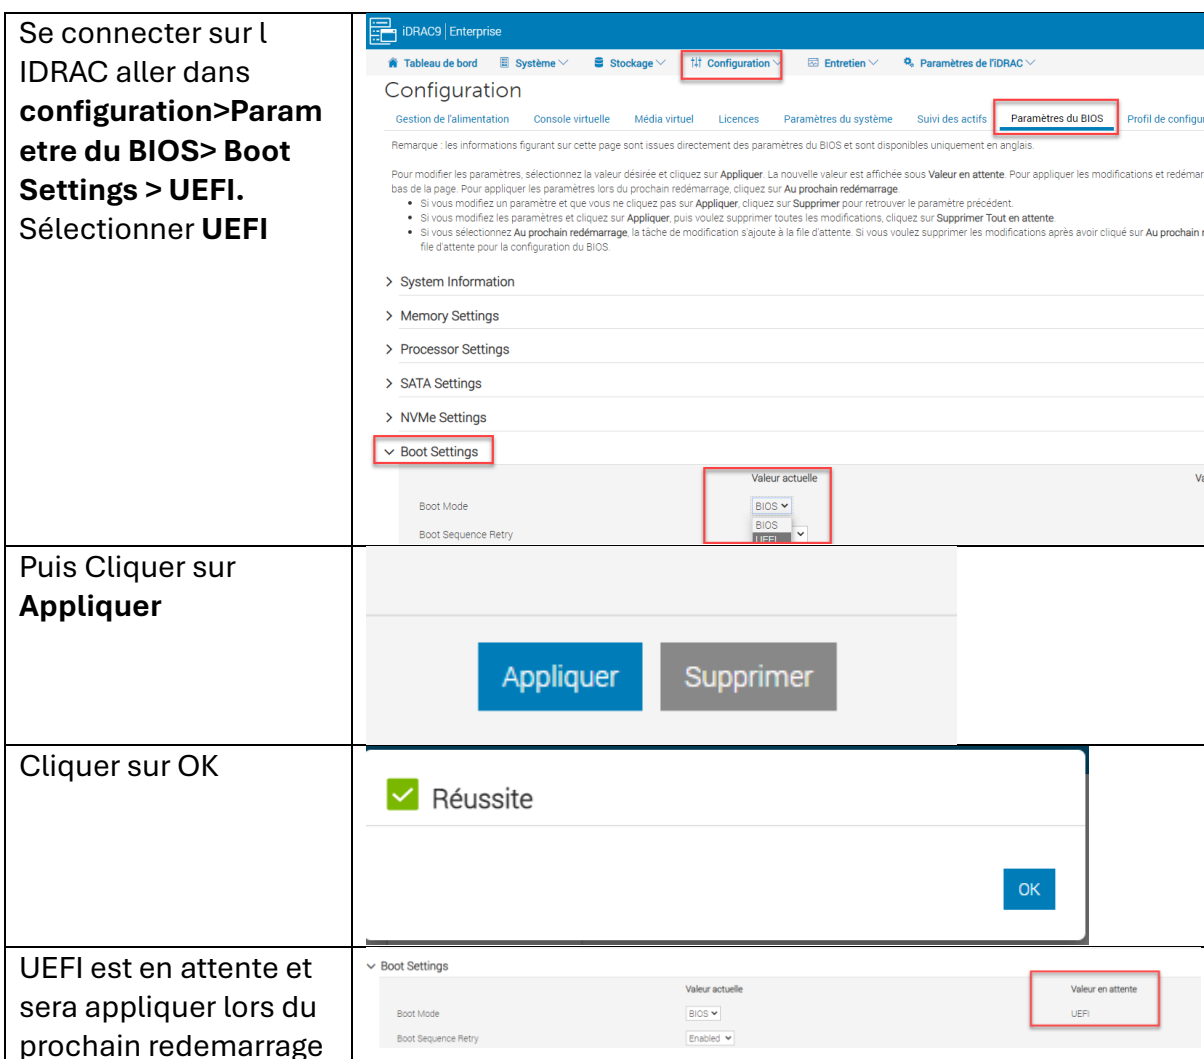 Se connecter sur l
IDRAC aller dans
configuration>Param
etre du BIOS> Boot
Settings > UEFI.
Sélectionner UEFI
iDRAC9 | Enterprise
Tableau de bord Système Stockage Configuration Entretien Paramètres de l'iDRAC
Configuration
Gestion de l'alimentation Console virtuelle Média virtuel Licences Paramètres du système Suivi des actifs Paramètres du BIOS Profil de configur
Remarque : les informations figurant sur cette page sont issues directement des paramètres du BIOS et sont disponibles uniquement en anglais.
Pour modifier les paramètres, sélectionnez la valeur désirée et cliquez sur Appliquer. La nouvelle valeur est affichée sous Valeur en attente. Pour appliquer les modifications et redémar
bas de la page. Pour appliquer les paramètres lors du prochain redémarrage, cliquez sur Au prochain redémarrage.
• Si vous modifiez un paramètre et que vous ne cliquez pas sur Appliquer, cliquez sur Supprimer pour retrouver le paramètre précédent.
• Si vous modifiez les paramètres et cliquez sur Appliquer, puis voulez supprimer toutes les modifications, cliquez sur Supprimer Tout en attente.
• Si vous sélectionnez Au prochain redémarrage, la tâche de modification s'ajoute à la file d'attente. Si vous voulez supprimer les modifications après avoir cliqué sur Au prochain r
file d'attente pour la configuration du BIOS.
System Information
Memory Settings
Processor Settings
SATA Settings
NVMe Settings
Boot Settings
Valeur actuelle Va
Boot Mode BIOS
BIOS
Boot Sequence Retry UEFI
Puis Cliquer sur
Appliquer
Appliquer Supprimer
Cliquer sur OK
Réussite
OK
UEFI est en attente et
sera appliquer lors du
prochain redemarrage
Boot Settings
Valeur actuelle Valeur en attente
Boot Mode BIOS UEFI
Boot Sequence Retry Enabled